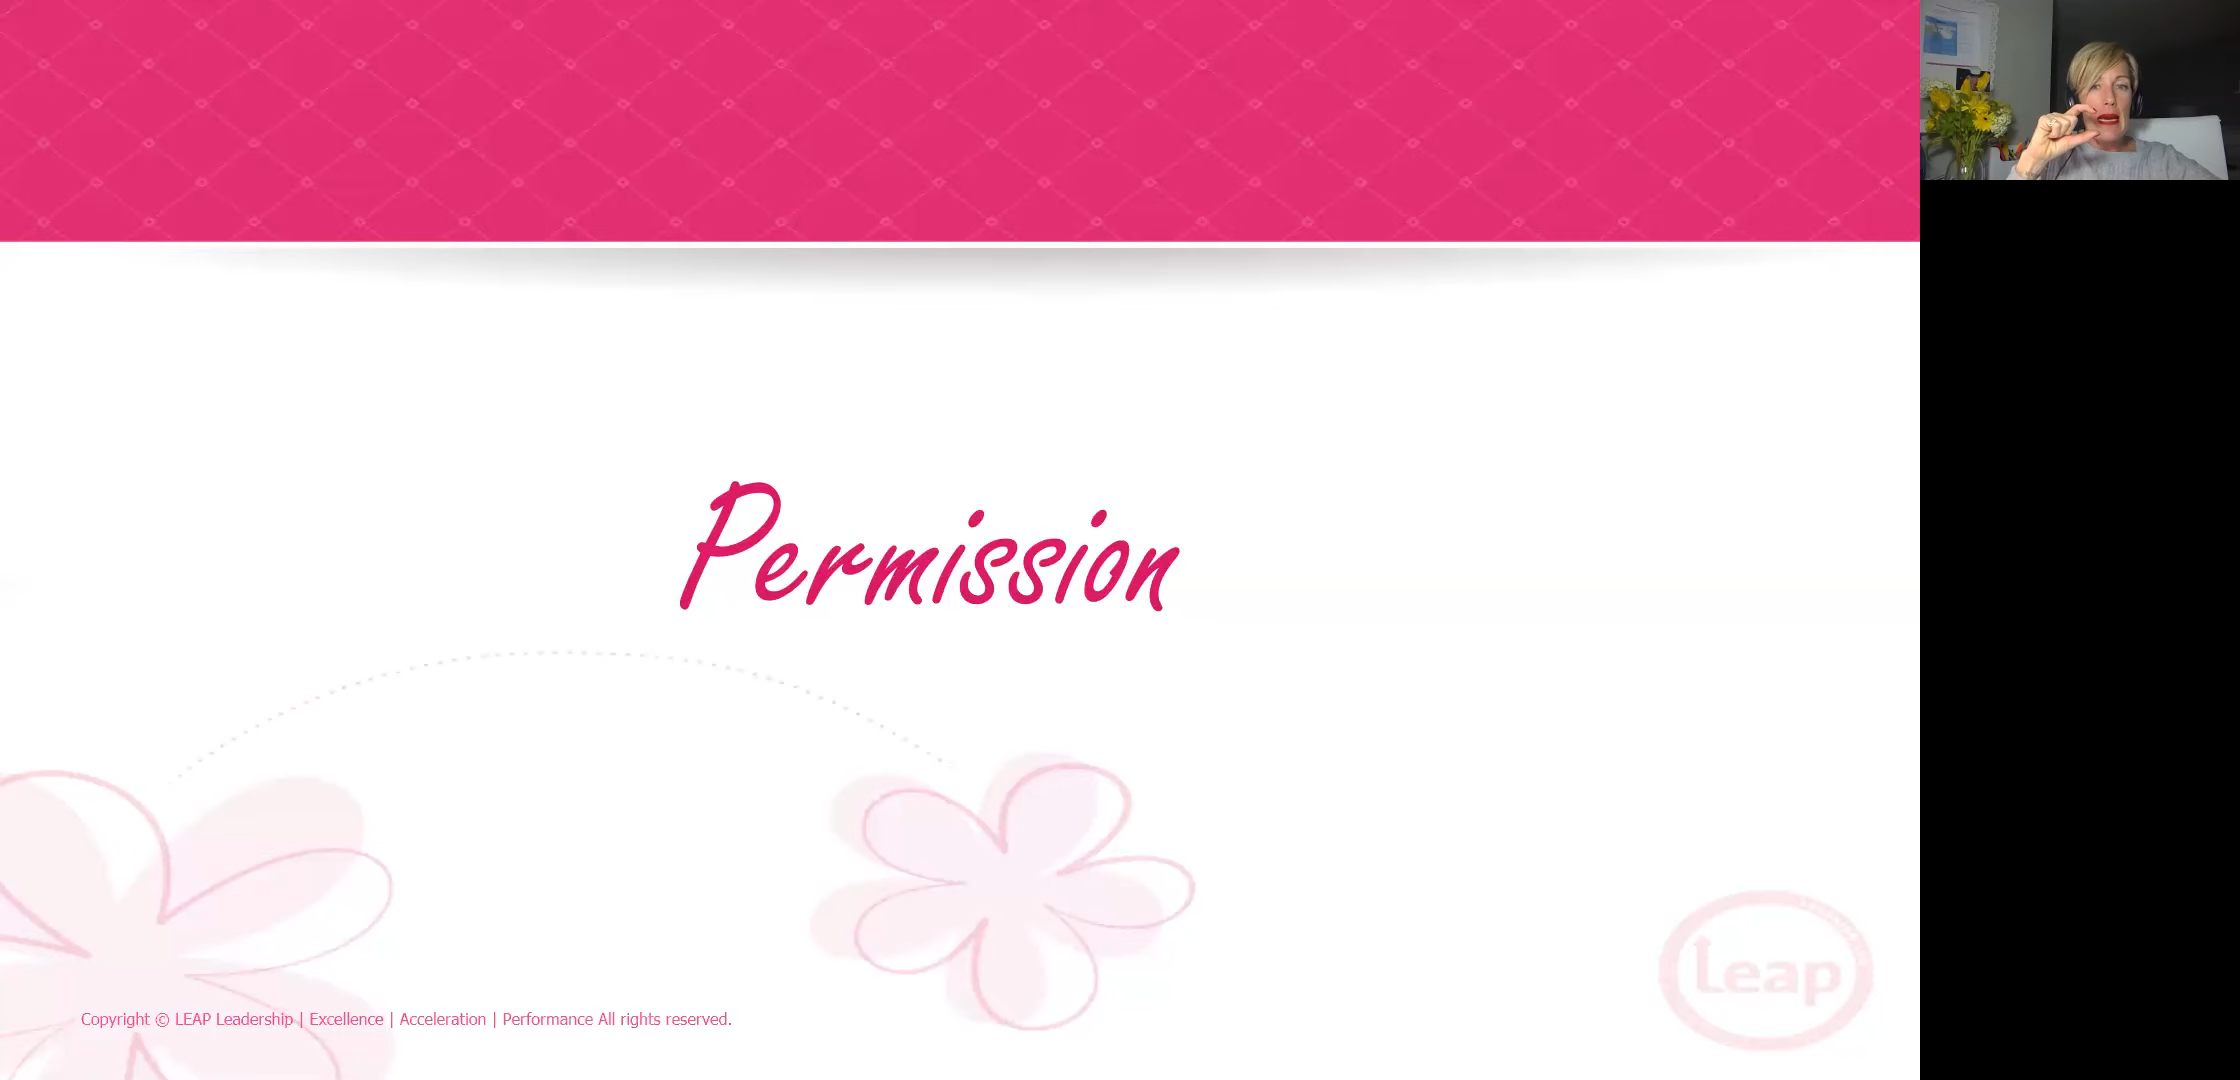 Permission
Leap
Copyright © LEAP Leadership | Excellence | Acceleration | Performance All rights reserved.